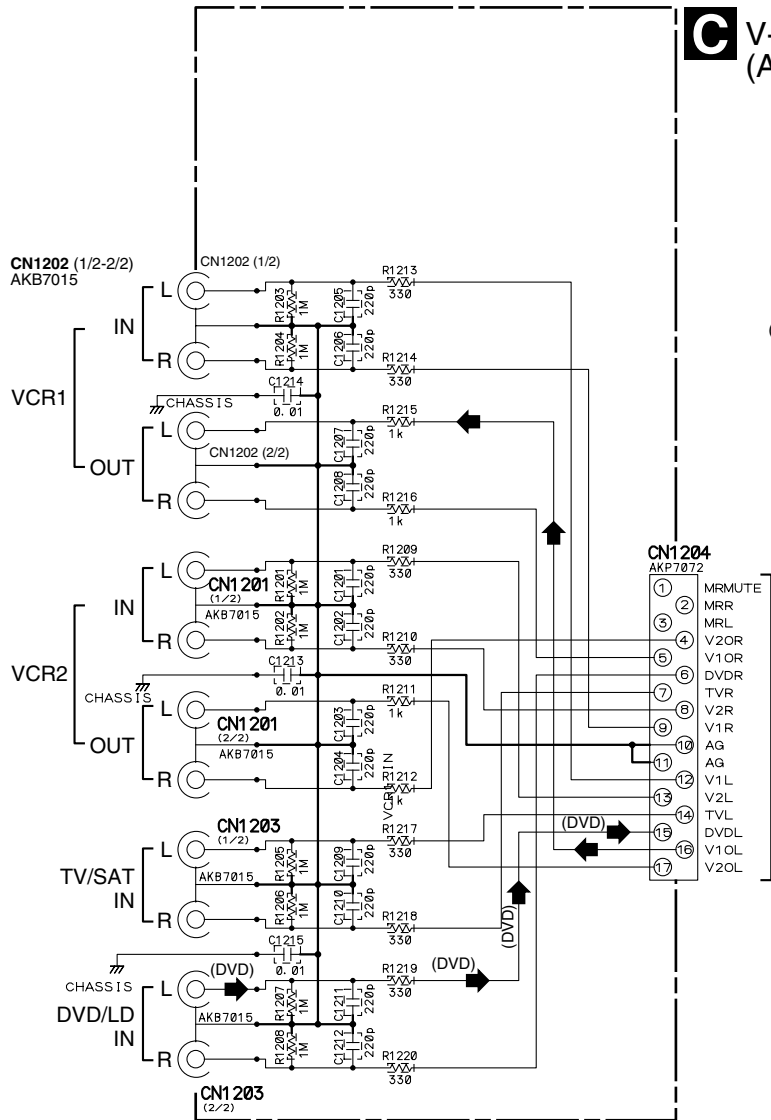 C V-
(A
CN1202 (1/2-2/2)
AKB7015
CN1202 (1/2)
L
IN
R
VCR1
R1203
1M
R1204
1M
C1205
220p
C1206
220p
R1213
330
R1214
330
C1214
0.01
CHASSIS
L
OUT
R
CN1202 (2/2)
C1207
220p
C1208
220p
R1215
1k
R1216
1k
L
IN
R
VCR2
CN1201
(1/2)
AKB7015
R1201
1M
R1202
1M
C1201
220p
C1202
220p
R1209
330
R1210
330
C1213
0.01
CHASSIS
L
OUT
R
CN1201
(2/2)
AKB7015
C1203
220p
C1204
220p
R1211
1k
R1212
1k
CN1203
(1/2)
L
TV/SAT
IN
R
AKB7015
R1205
1M
R1206
1M
C1209
220p
C1210
220p
R1217
330
R1218
330
C1215
0.01
CHASSIS
(DVD)
L
DVD/LD
IN
R
AKB7015
R1207
1M
R1208
1M
C1211
220p
C1212
220p
R1219
330
(DVD)
(DVD)
(DVD)
R1220
330
CN1203
(2/2)
CN1204
AKP7072
1 MRMUTE
2 MRR
3 MRL
4 V2OR
5 V1OR
6 DVDR
7 TVR
8 V2R
9 V1R
10 AG
11 AG
12 V1L
13 V2L
14 TVL
15 DVDL
16 V1OL
17 V2OL